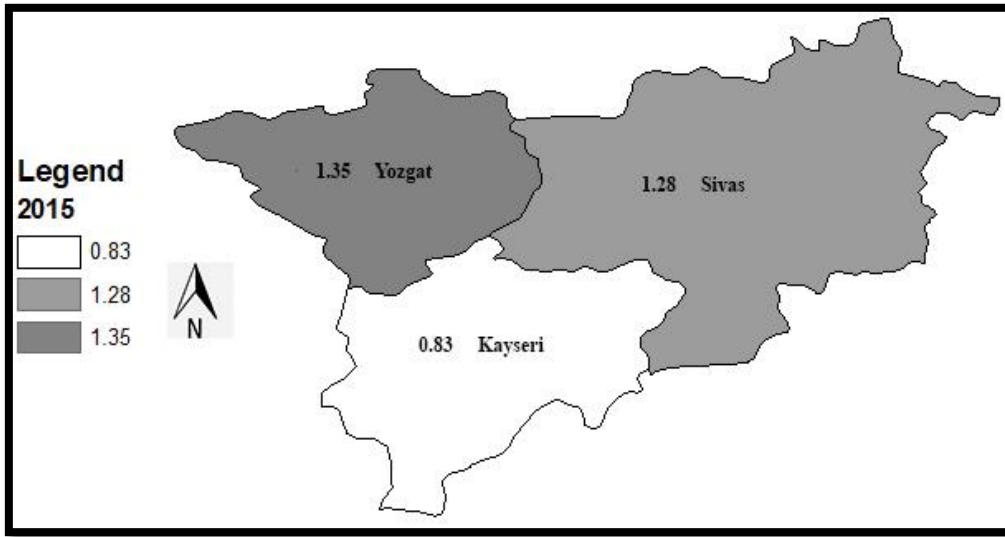 Legend
2015
0.83
1.28
1.35
N
1.35 Yozgat
1.28 Sivas
0.83 Kayseri